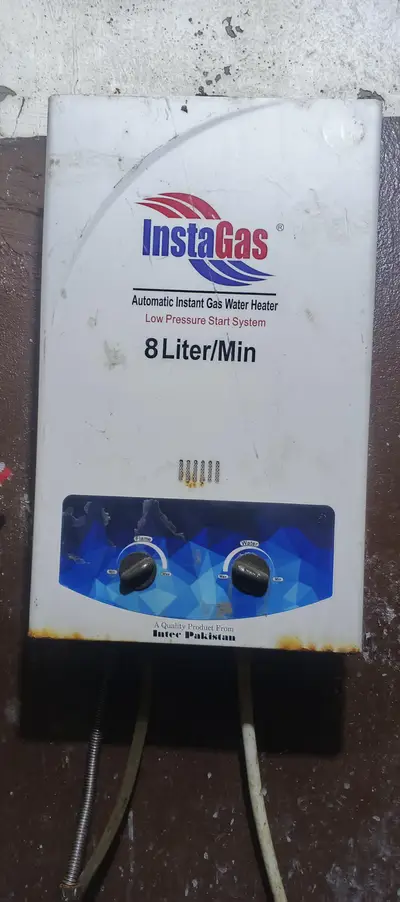 InstaGas®
Automatic Instant Gas Water Heater
Low Pressure Start System
8 Liter/Min
Flame
Water
A Quality Product From
Intec Pakistan